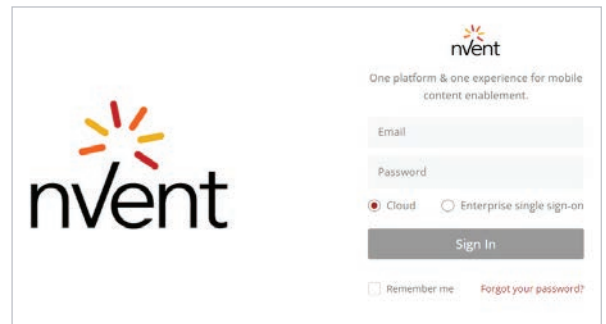 nvent
nvent
One platform & one experience for mobile
content enablement.
Email
Password
Cloud
Enterprise single sign-on
Sign In
Remember me
Forgot your password?